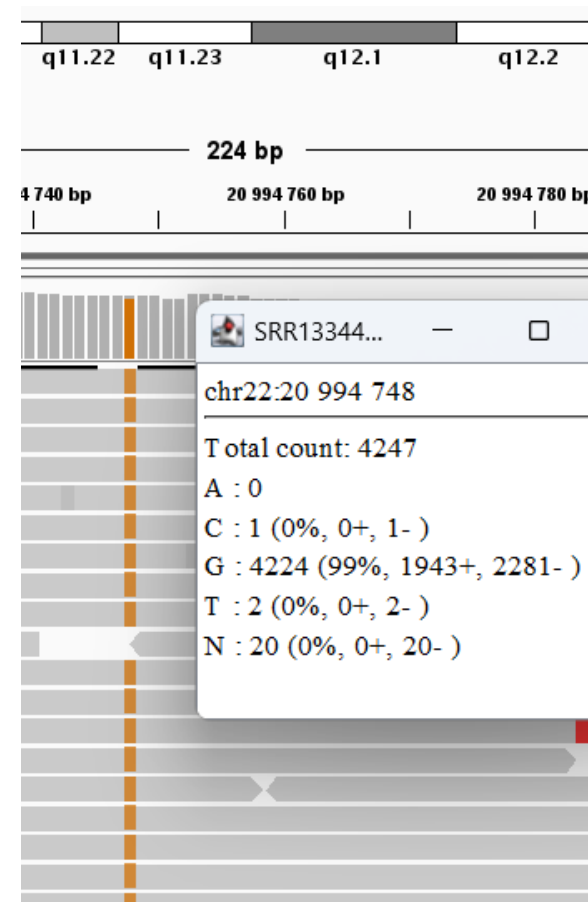 q11.22 q11.23 q12.1 q12.2
224 bp
4 740 bp 20 994 760 bp 20 994 780 bp
SRR13344...
chr22:20 994 748
Total count: 4247
A : 0
C : 1 (0%, 0+, 1- )
G : 4224 (99%, 1943+, 2281- )
T : 2 (0%, 0+, 2- )
N : 20 (0%, 0+, 20- )